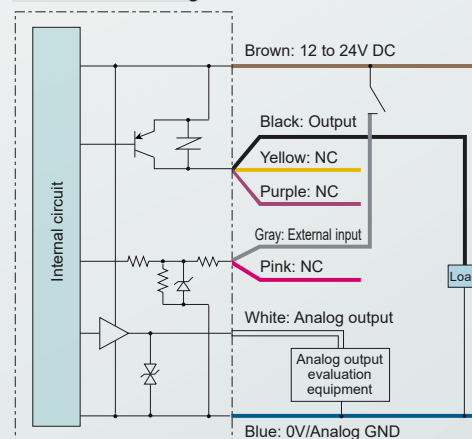 Brown: 12 to 24V DC
Black: Output
Yellow: NC
Purple: NC
Gray: External input
Pink: NC
Internal circuit
White: Analog output
Analog output
evaluation
equipment
Blue: 0V/Analog GND